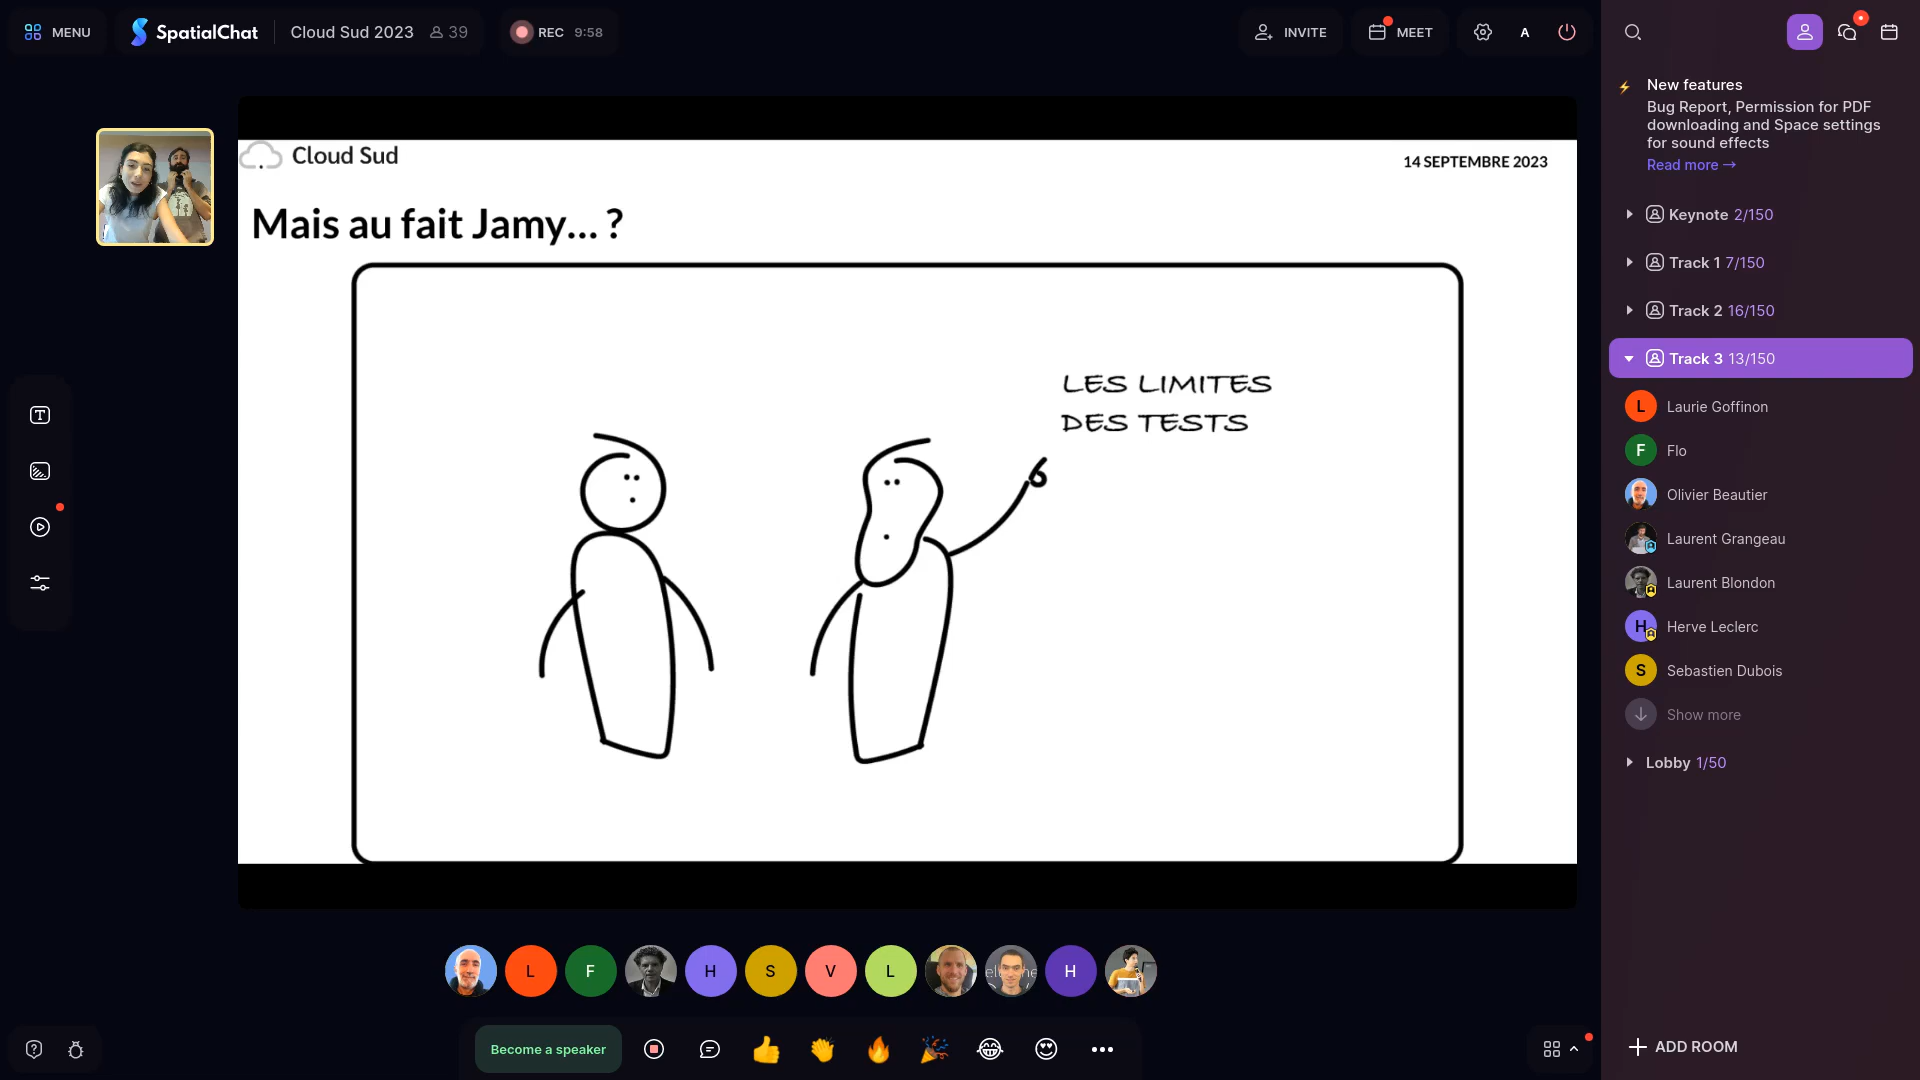 MENU
SpatialChat
Cloud Sud 2023
39
REC 9:58
INVITE
MEET
A
Cloud Sud
14 SEPTEMBRE 2023
Mais au fait Jamy... ?
LES LIMITES
DES TESTS
L
F
H
S
V
L
H
Become a speaker
New features
Bug Report, Permission for PDF
downloading and Space settings
for sound effects
Read more →
Keynote 2/150
Track 1 7/150
Track 2 16/150
Track 3 13/150
L Laurie Goffinon
F Flo
Olivier Beautier
Laurent Grangeau
Laurent Blondon
H Herve Leclerc
S Sebastien Dubois
Show more
Lobby 1/50
ADD ROOM